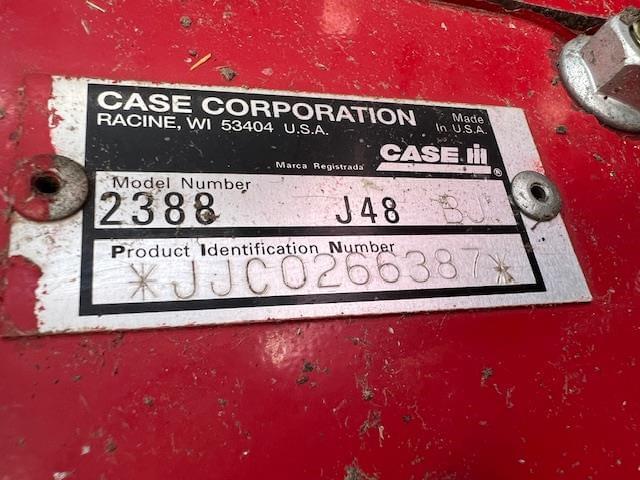 CASE CORPORATION
RACINE, WI 53404 U.S.A.
Made
In U.S.A.
Marca Registrada
CASE IH ®
Model Number
2388 J48 BJ
Product Identification Number
*JJC0266387*